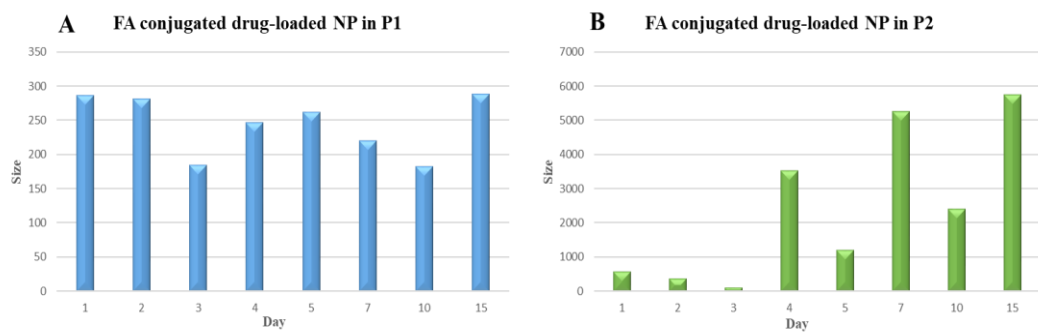 A FA conjugated drug-loaded NP in P1
350
300
250
200
150
100
50
0
Size
1 2 3 4 5 7 10 15
Day
B FA conjugated drug-loaded NP in P2
7000
6000
5000
4000
3000
2000
1000
0
Size
1 2 3 4 5 7 10 15
Day